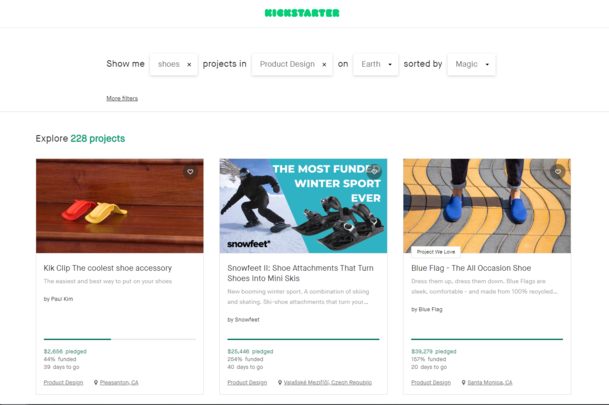 KICKSTARTER
Show me shoes × projects in Product Design × on Earth sorted by Magic
More filters
Explore 228 projects
THE MOST FUNDED
WINTER SPORT
EVER
snowfeet*
Project We Love
Kik Clip The coolest shoe accessory
The easiest and best way to put on your shoes
by Paul Kim
$2,656 pledged
44% funded
39 days to go
Product Design Pleasanton, CA
Snowfeet II: Shoe Attachments That Turn
Shoes Into Mini Skis
New booming winter sport. A combination of skiing
and skating. Ski-shoe attachments that turn your...
by Snowfeet
$25,446 pledged
254% funded
40 days to go
Product Design Valašské Meziříčí, Czech Republic
Blue Flag - The All Occasion Shoe
Dress them up, dress them down. Blue Flags are
sleek, comfortable - and made from 100% recycled...
by Blue Flag
$39,279 pledged
157% funded
20 days to go
Product Design Santa Monica, CA